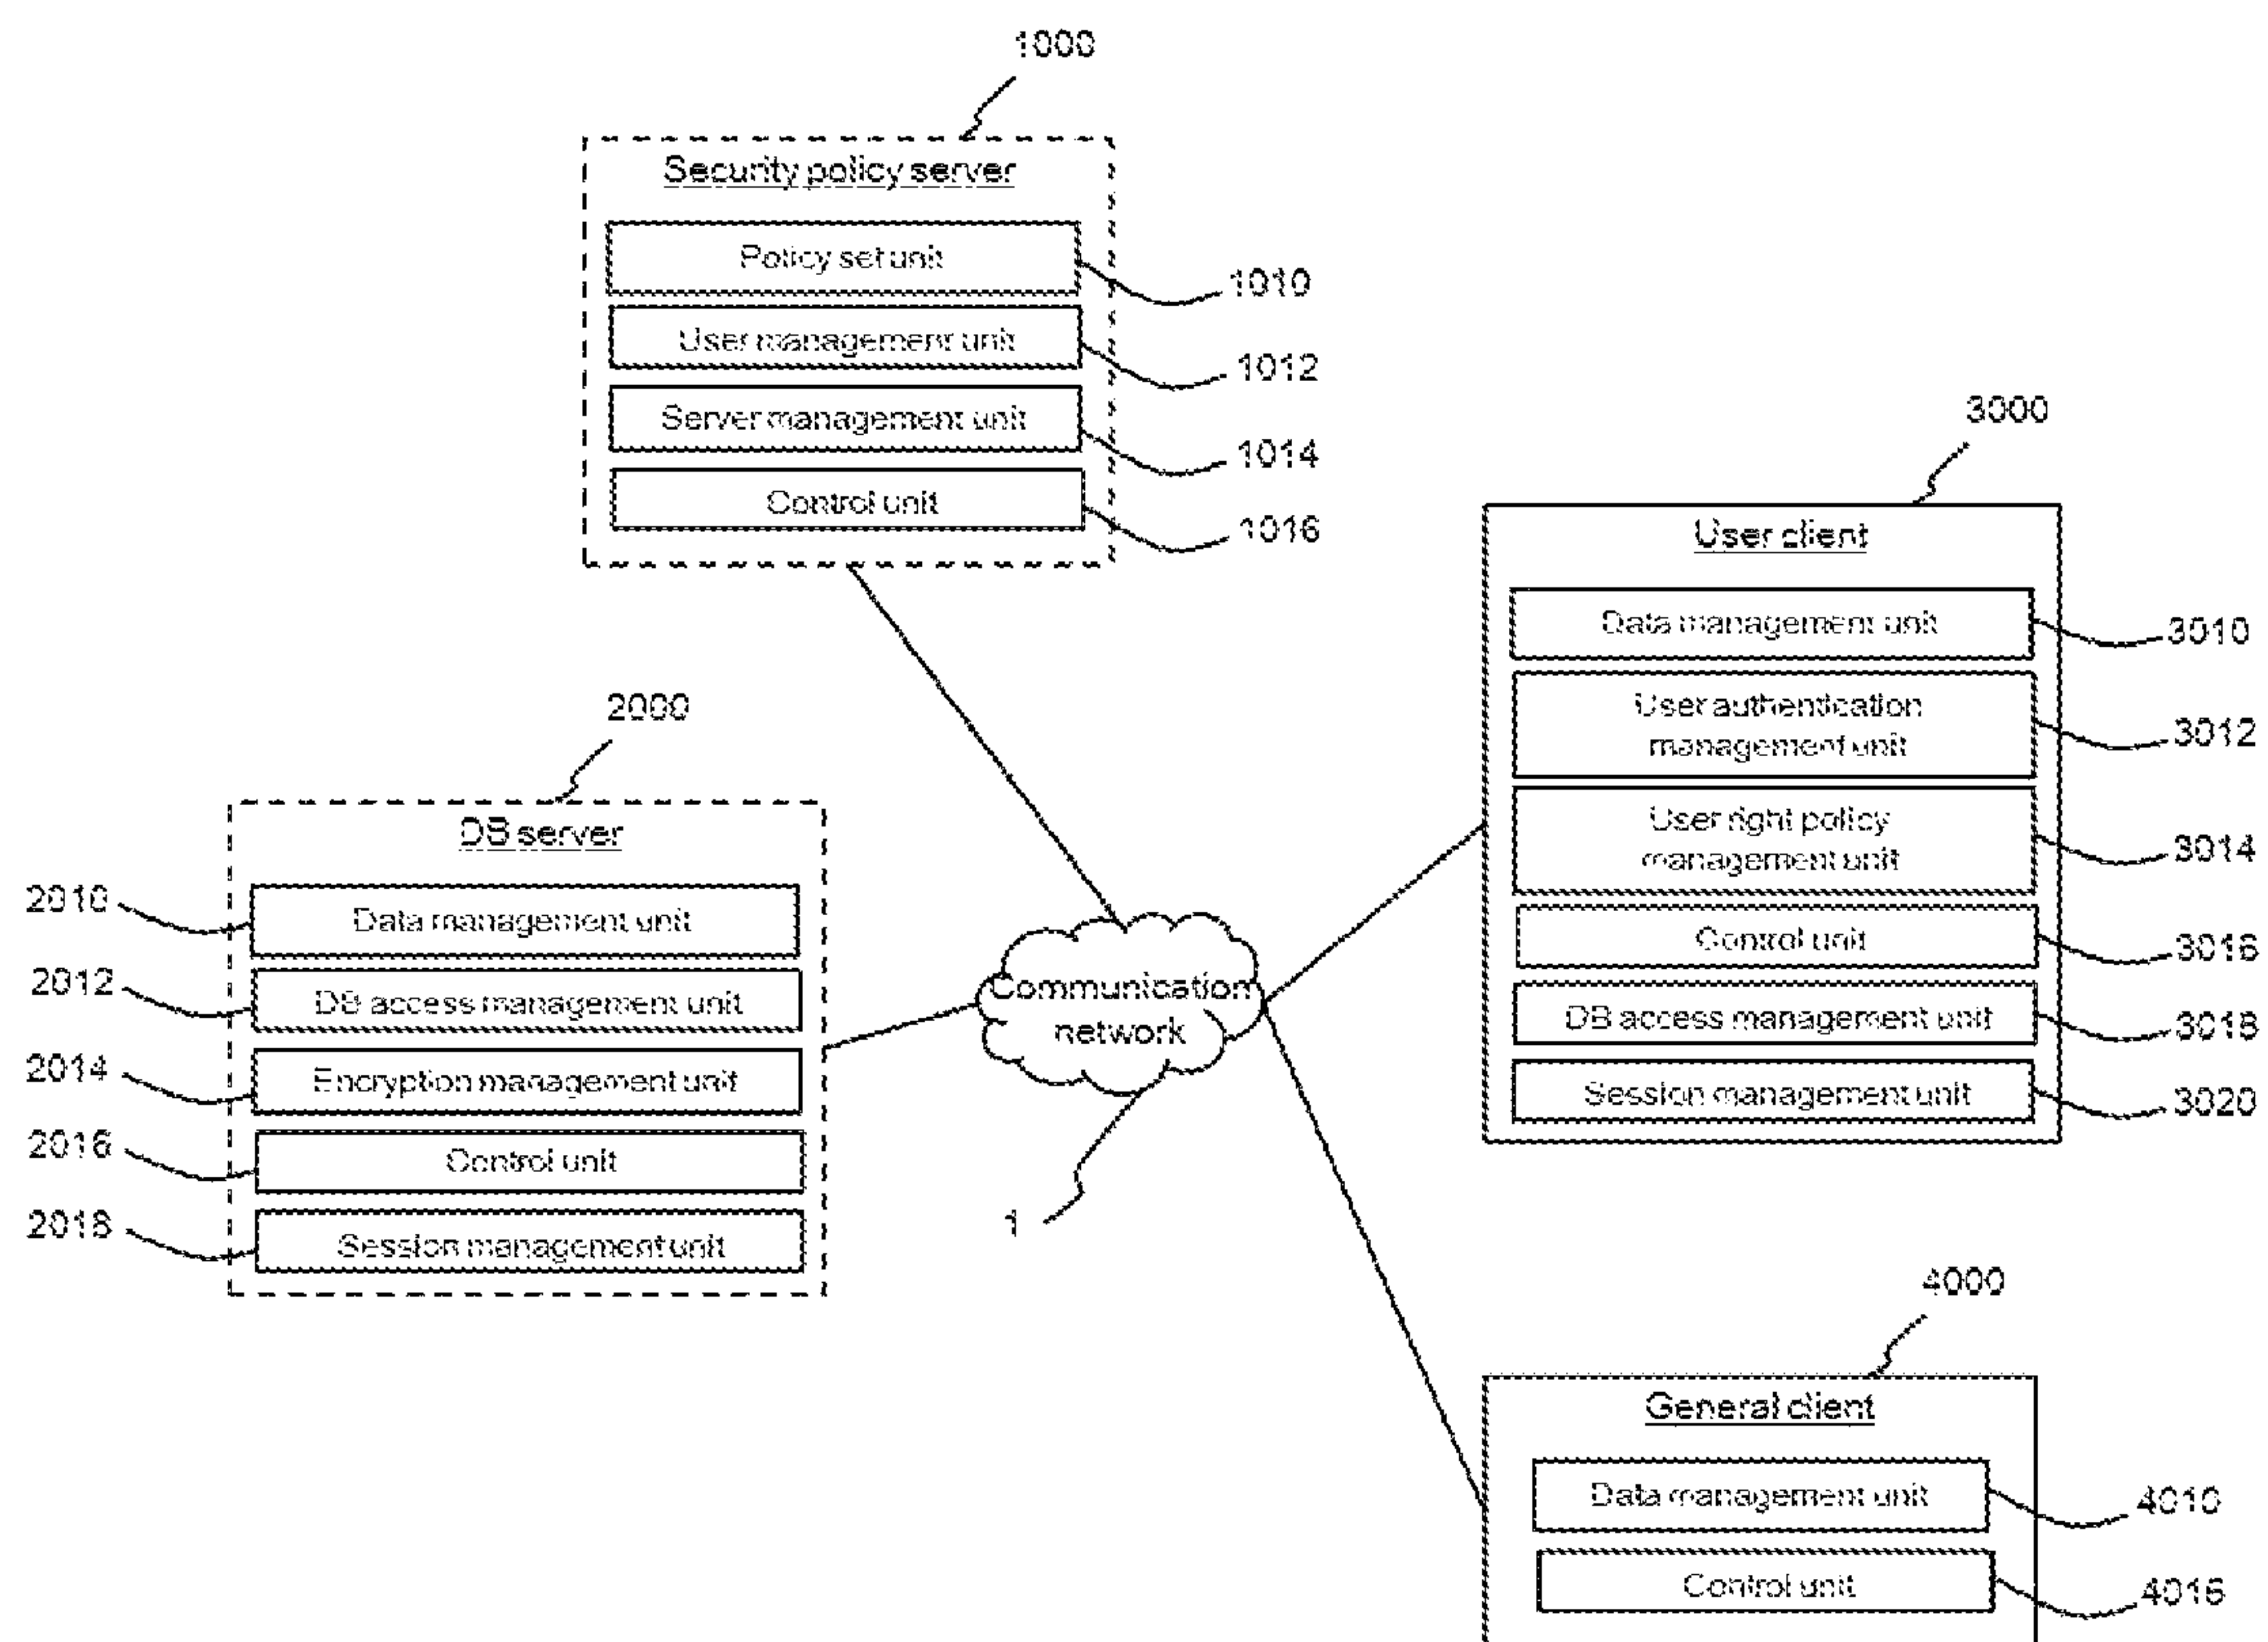 1000
Security policy server
Policy set unit
1010
User management unit
1012
Server management unit
1014
Control unit
1016
3000
User client
Data management unit
3010
User authentication
management unit
3012
User right policy
management unit
3014
Control unit
3016
DB access management unit
3018
Session management unit
3020
2000
DB server
2010
Data management unit
2012
DB access management unit
2014
Encryption management unit
2016
Control unit
2018
Session management unit
Communication
network
1
4000
General client
Data management unit
4010
Control unit
4016